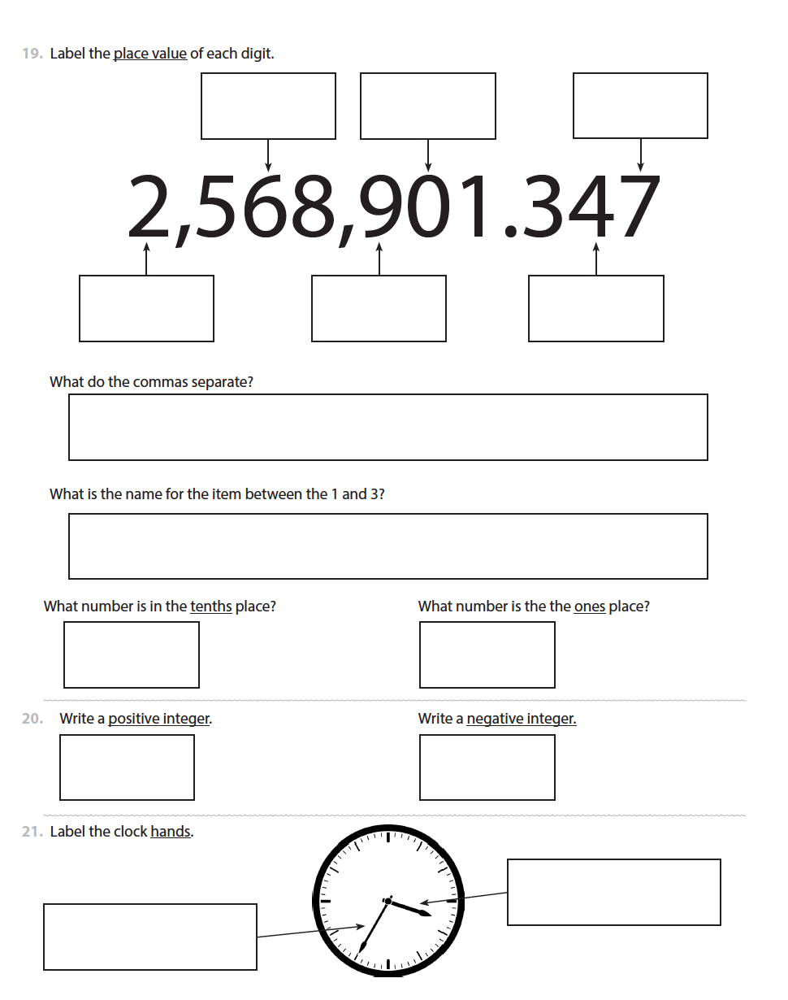 19. Label the place value of each digit.
2,568,901.347
What do the commas separate?
What is the name for the item between the 1 and 3?
What number is in the tenths place?
What number is the the ones place?
20. Write a positive integer.
Write a negative integer.
21. Label the clock hands.